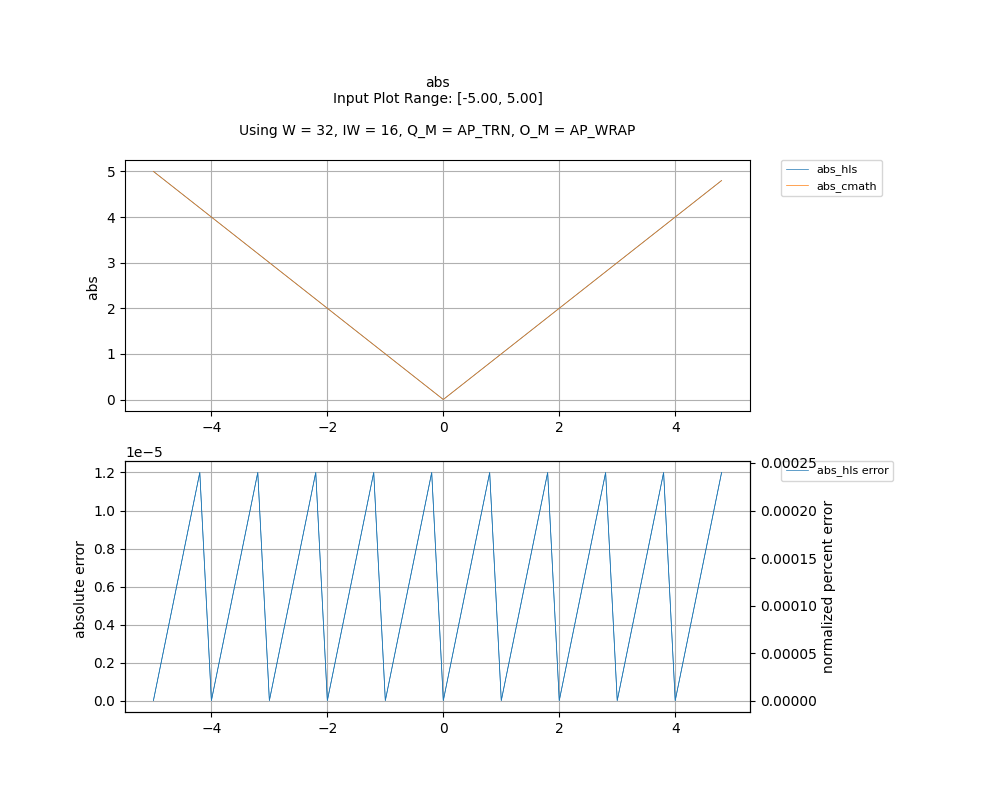 abs
Input Plot Range: [-5.00, 5.00]
Using W = 32, IW = 16, Q_M = AP_TRN, O_M = AP_WRAP
abs_hls
abs_cmath
5
4
3
2
1
0
abs
−4
−2
0
2
4
1e−5
1.2
1.0
0.8
0.6
0.4
0.2
0.0
absolute error
−4
−2
0
2
4
0.00025
0.00020
0.00015
0.00010
0.00005
0.00000
normalized percent error
abs_hls error